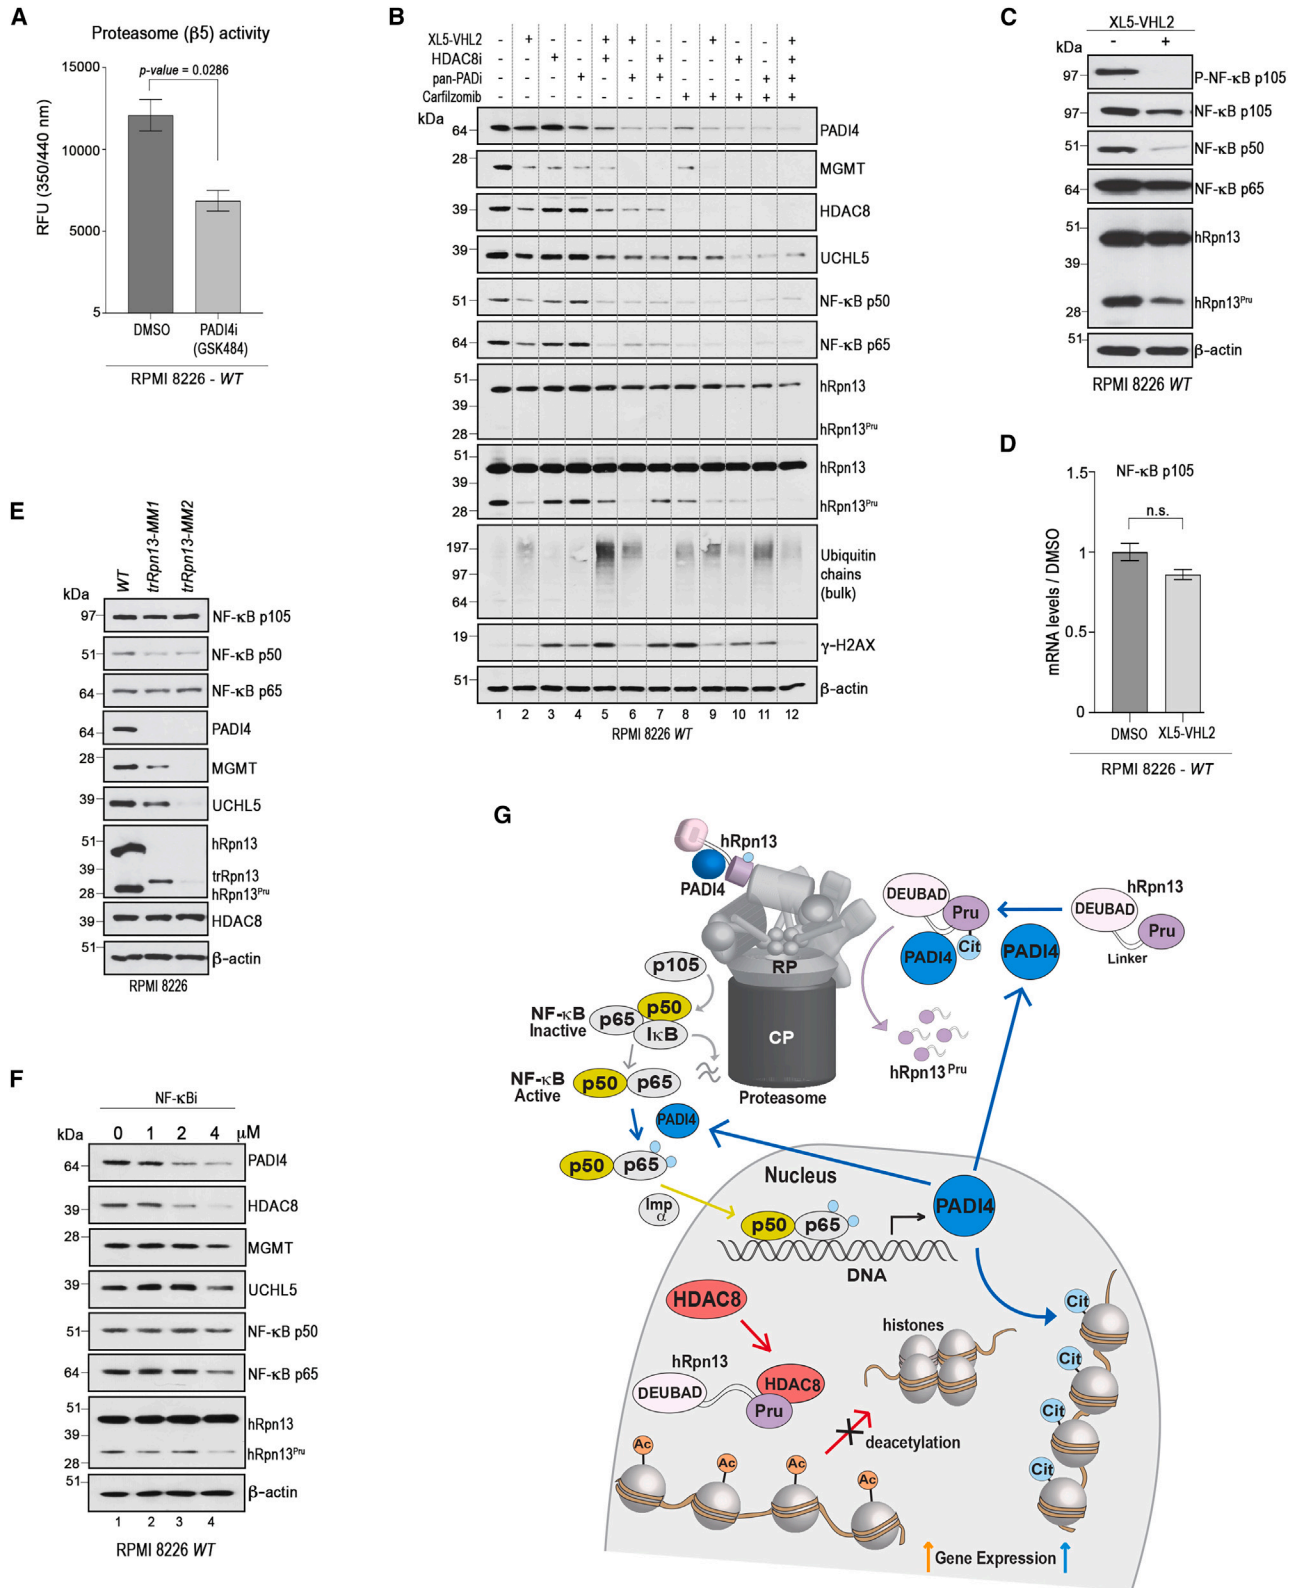 A
Proteasome (β5) activity
p-value = 0.0286
15000
10000
5000
5
RFU (350/440 nm)
DMSO
PADI4i
(GSK484)
RPMI 8226 - WT
B
XL5-VHL2 - + - - + + - - + - - +
HDAC8i - - + - + - + - - + - +
pan-PADi - - - + - + + - - - + +
Carfilzomib - - - - - - - + + + + +
kDa
64 PADI4
28 MGMT
39 HDAC8
39 UCHL5
51 NF-κB p50
64 NF-κB p65
51 hRpn13
39
28 hRpn13Pru
51 hRpn13
39
28 hRpn13Pru
197 Ubiquitin
97 chains
64 (bulk)
19 γ-H2AX
51 β-actin
1 2 3 4 5 6 7 8 9 10 11 12
RPMI 8226 WT
C
XL5-VHL2
kDa - +
97 P-NF-κB p105
97 NF-κB p105
51 NF-κB p50
64 NF-κB p65
51 hRpn13
39
28 hRpn13Pru
51 β-actin
RPMI 8226 WT
D
NF-κB p105
n.s.
1.5
1
0.5
0
mRNA levels / DMSO
DMSO XL5-VHL2
RPMI 8226 - WT
E
WT
trRpn13-MM1
trRpn13-MM2
kDa
97 NF-κB p105
51 NF-κB p50
64 NF-κB p65
64 PADI4
28 MGMT
39 UCHL5
51 hRpn13
39 trRpn13
28 hRpn13Pru
39 HDAC8
51 β-actin
RPMI 8226
F
NF-κBi
kDa 0 1 2 4 μM
64 PADI4
39 HDAC8
28 MGMT
39 UCHL5
51 NF-κB p50
64 NF-κB p65
51 hRpn13
39
28 hRpn13Pru
51 β-actin
1 2 3 4
RPMI 8226 WT
G
hRpn13
PADI4
RP
CP
Proteasome
DEUBAD
Pru
Cit
PADI4
PADI4
hRpn13
DEUBAD
Pru
Linker
hRpn13Pru
p105
NF-κB
Inactive
p65
p50
IκB
NF-κB
Active
p50
p65
PADI4
p50
p65
Imp
α
Nucleus
p50
p65
PADI4
DNA
HDAC8
hRpn13
DEUBAD
HDAC8
Pru
histones
deacetylation
Ac
Ac
Ac
Ac
Cit
Cit
Cit
Cit
Gene Expression